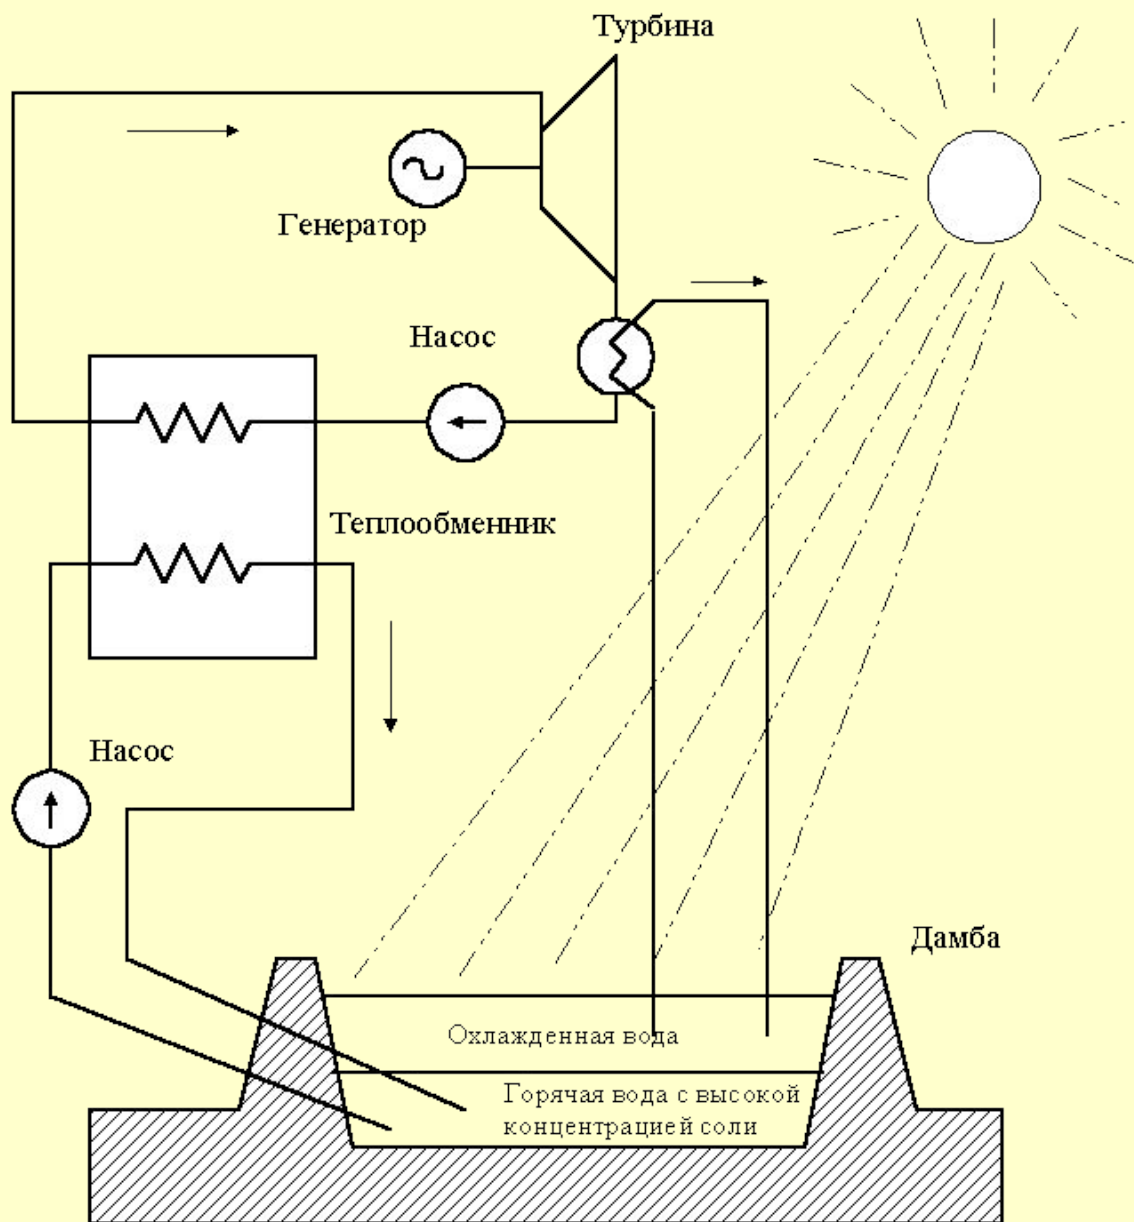 Турбина
Генератор
Насос
Теплообменник
Насос
Дамба
Охлажденная вода
Горячая вода с высокой
концентрацией соли